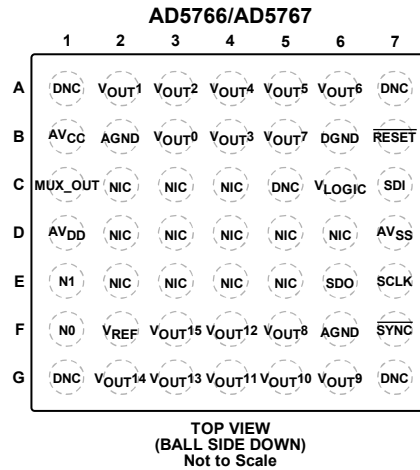 AD5766/AD5767
1 2 3 4 5 6 7
A DNC VOUT1 VOUT2 VOUT4 VOUT5 VOUT6 DNC
B AVCC AGND VOUT0 VOUT3 VOUT7 DGND RESET
C MUX_OUT NIC NIC NIC DNC VLOGIC SDI
D AVDD NIC NIC NIC NIC NIC AVSS
E N1 NIC NIC NIC NIC SDO SCLK
F N0 VREF VOUT15 VOUT12 VOUT8 AGND SYNC
G DNC VOUT14 VOUT13 VOUT11 VOUT10 VOUT9 DNC
TOP VIEW
(BALL SIDE DOWN)
Not to Scale